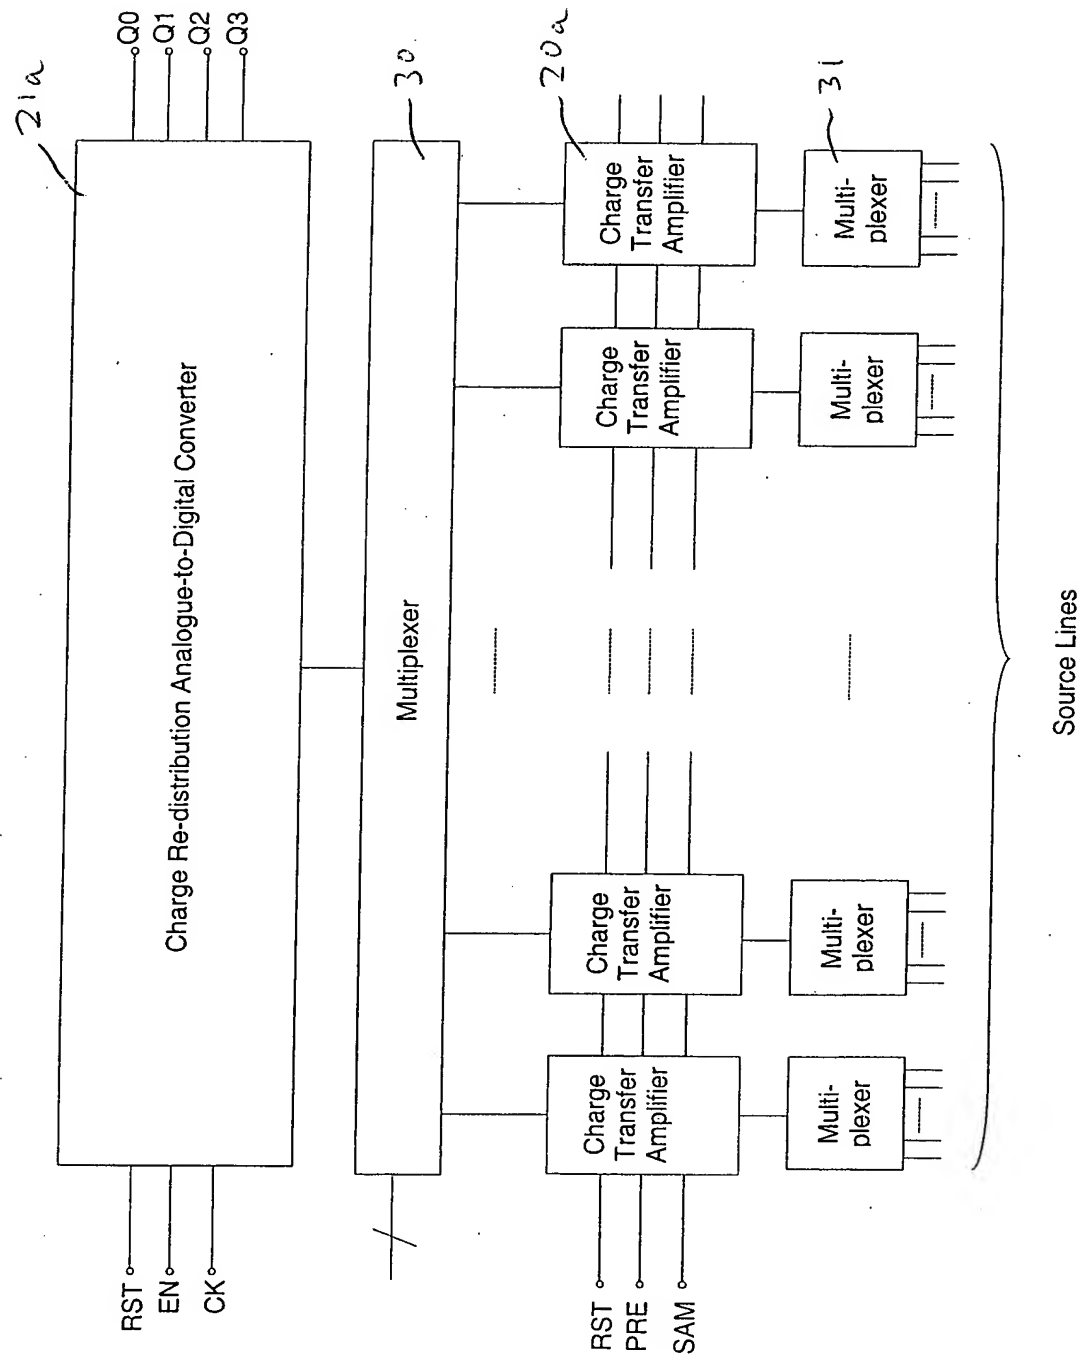 21a
Q0
Q1
Q2
Q3
Charge Re-distribution Analogue-to-Digital Converter
RST
EN
CK
30
Multiplexer
20a
Charge
Transfer
Amplifier
Charge
Transfer
Amplifier
Charge
Transfer
Amplifier
Charge
Transfer
Amplifier
RST
PRE
SAM
31
Multi-
plexer
Multi-
plexer
Multi-
plexer
Multi-
plexer
Source Lines